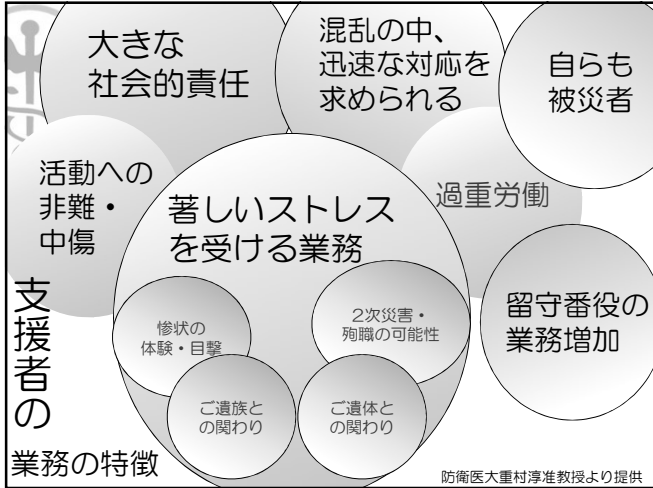 大きな
社会的責任
混乱の中、
迅速な対応を
求められる
自らも
被災者
活動への
非難・
中傷
著しいストレス
を受ける業務
過重労働
惨状の
体験・目撃
2次災害・
殉職の可能性
ご遺族と
の関わり
ご遺体と
の関わり
留守番役の
業務増加
支援者の
業務の特徴
防衛医大重村淳准教授より提供